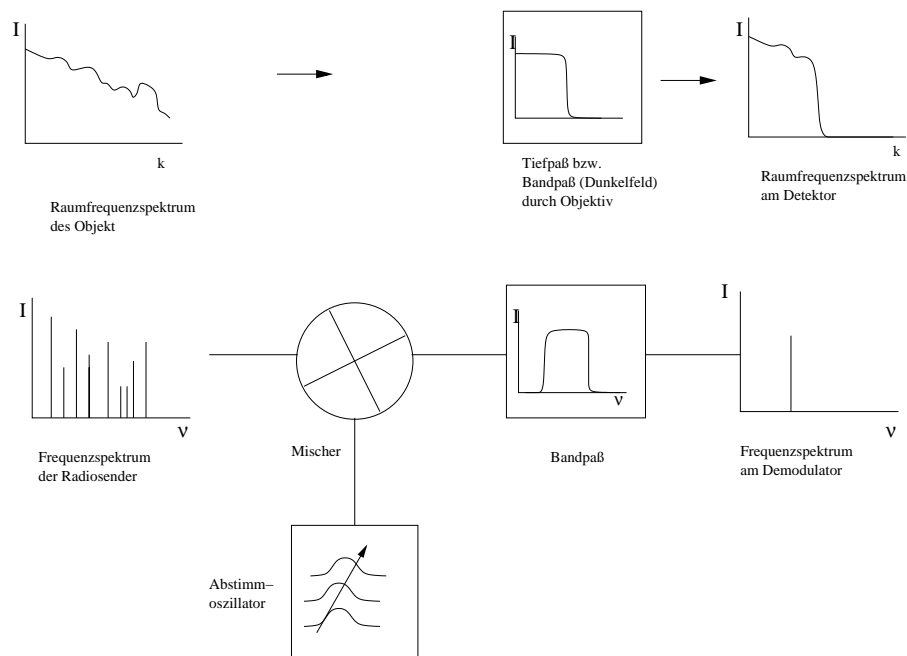 I
k
Raumfrequenzspektrum
des Objekt
I
Tiefpaß bzw.
Bandpaß (Dunkelfeld)
durch Objektiv
I
k
Raumfrequenzspektrum
am Detektor
I
ν
Frequenzspektrum
der Radiosender
Mischer
I
ν
Bandpaß
I
ν
Frequenzspektrum
am Demodulator
Abstimm–
oszillator